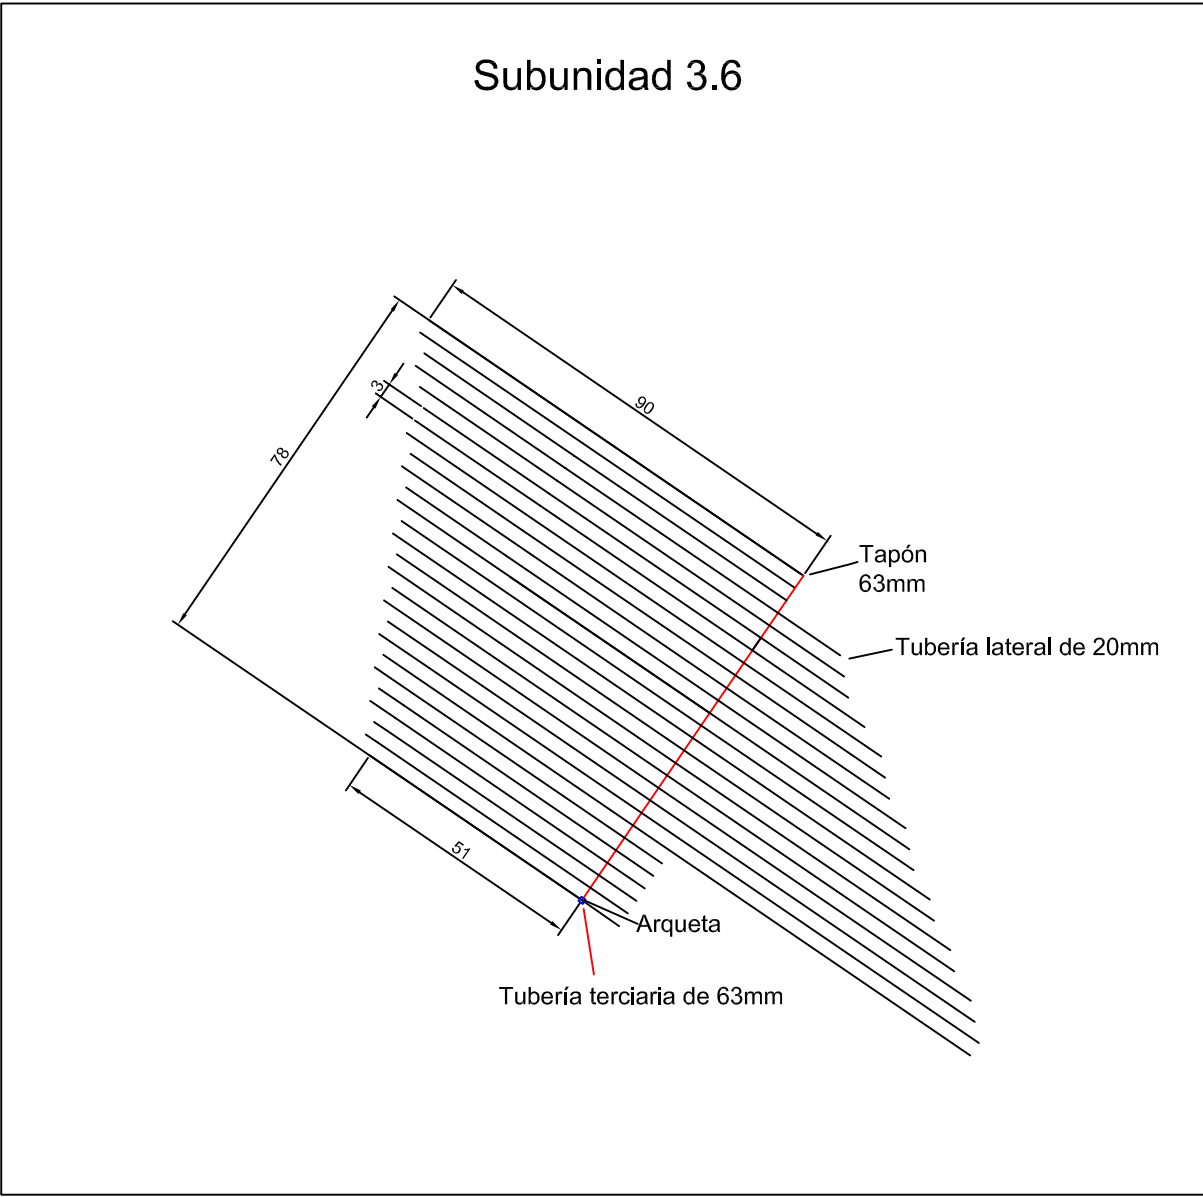 Subunidad 3.6
90
3
78
Tapón
63mm
Tubería lateral de 20mm
51
Arqueta
Tubería terciaria de 63mm